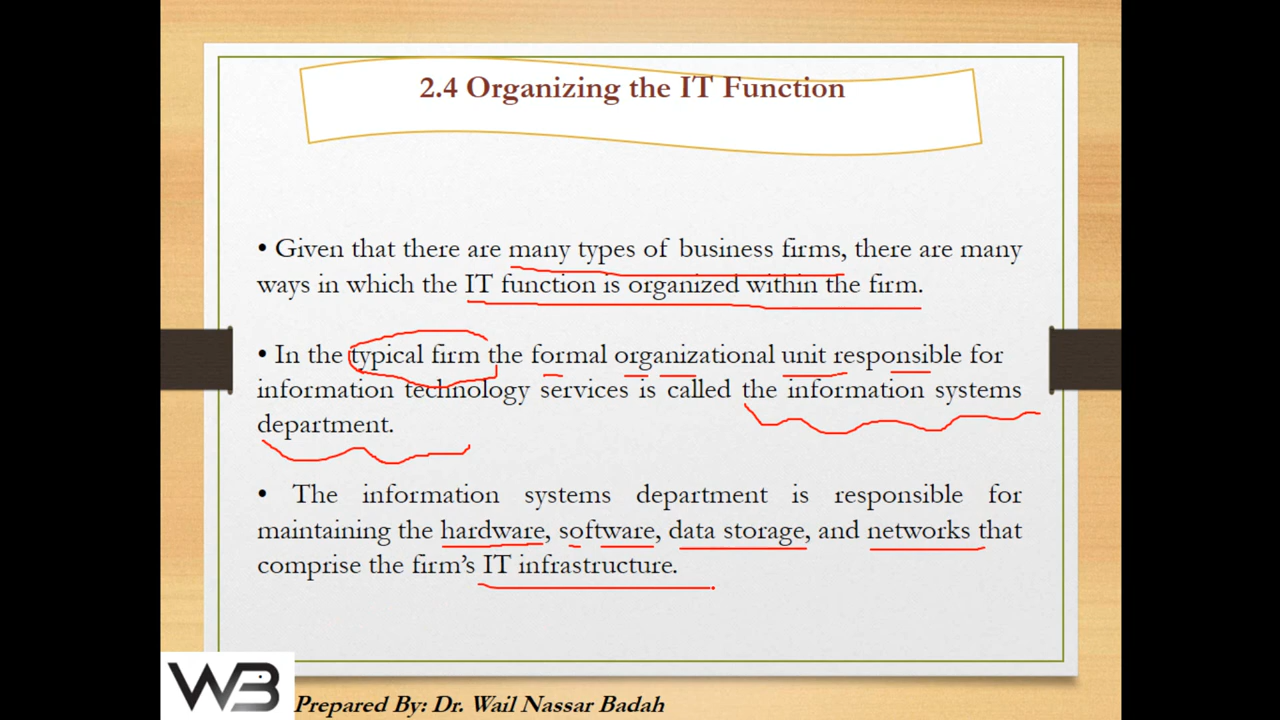 2.4 Organizing the IT Function
• Given that there are many types of business firms, there are many
ways in which the IT function is organized within the firm.
• In the typical firm the formal organizational unit responsible for
information technology services is called the information systems
department.
• The information systems department is responsible for
maintaining the hardware, software, data storage, and networks that
comprise the firm’s IT infrastructure.
WB
Prepared By: Dr. Wail Nassar Badah